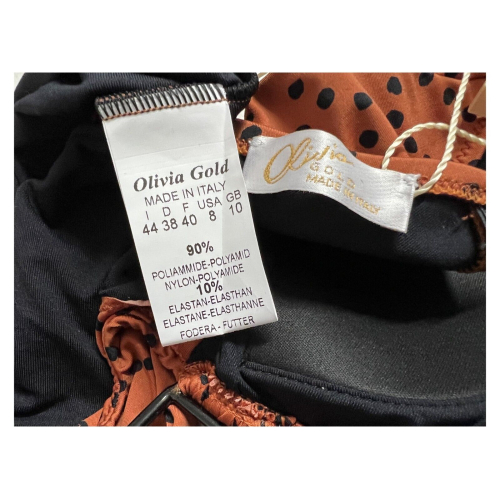 Olivia Gold
MADE IN ITALY
I D F USA GB
44 38 40 8 10
90%
POLIAMMIDE-POLYAMID
NYLON-POLYAMIDE
10%
ELASTAN-ELASTHAN
ELASTANE-ELASTHANNE
FODERA - FUTTER
Olivia
GOLD
MADE IN ITALY